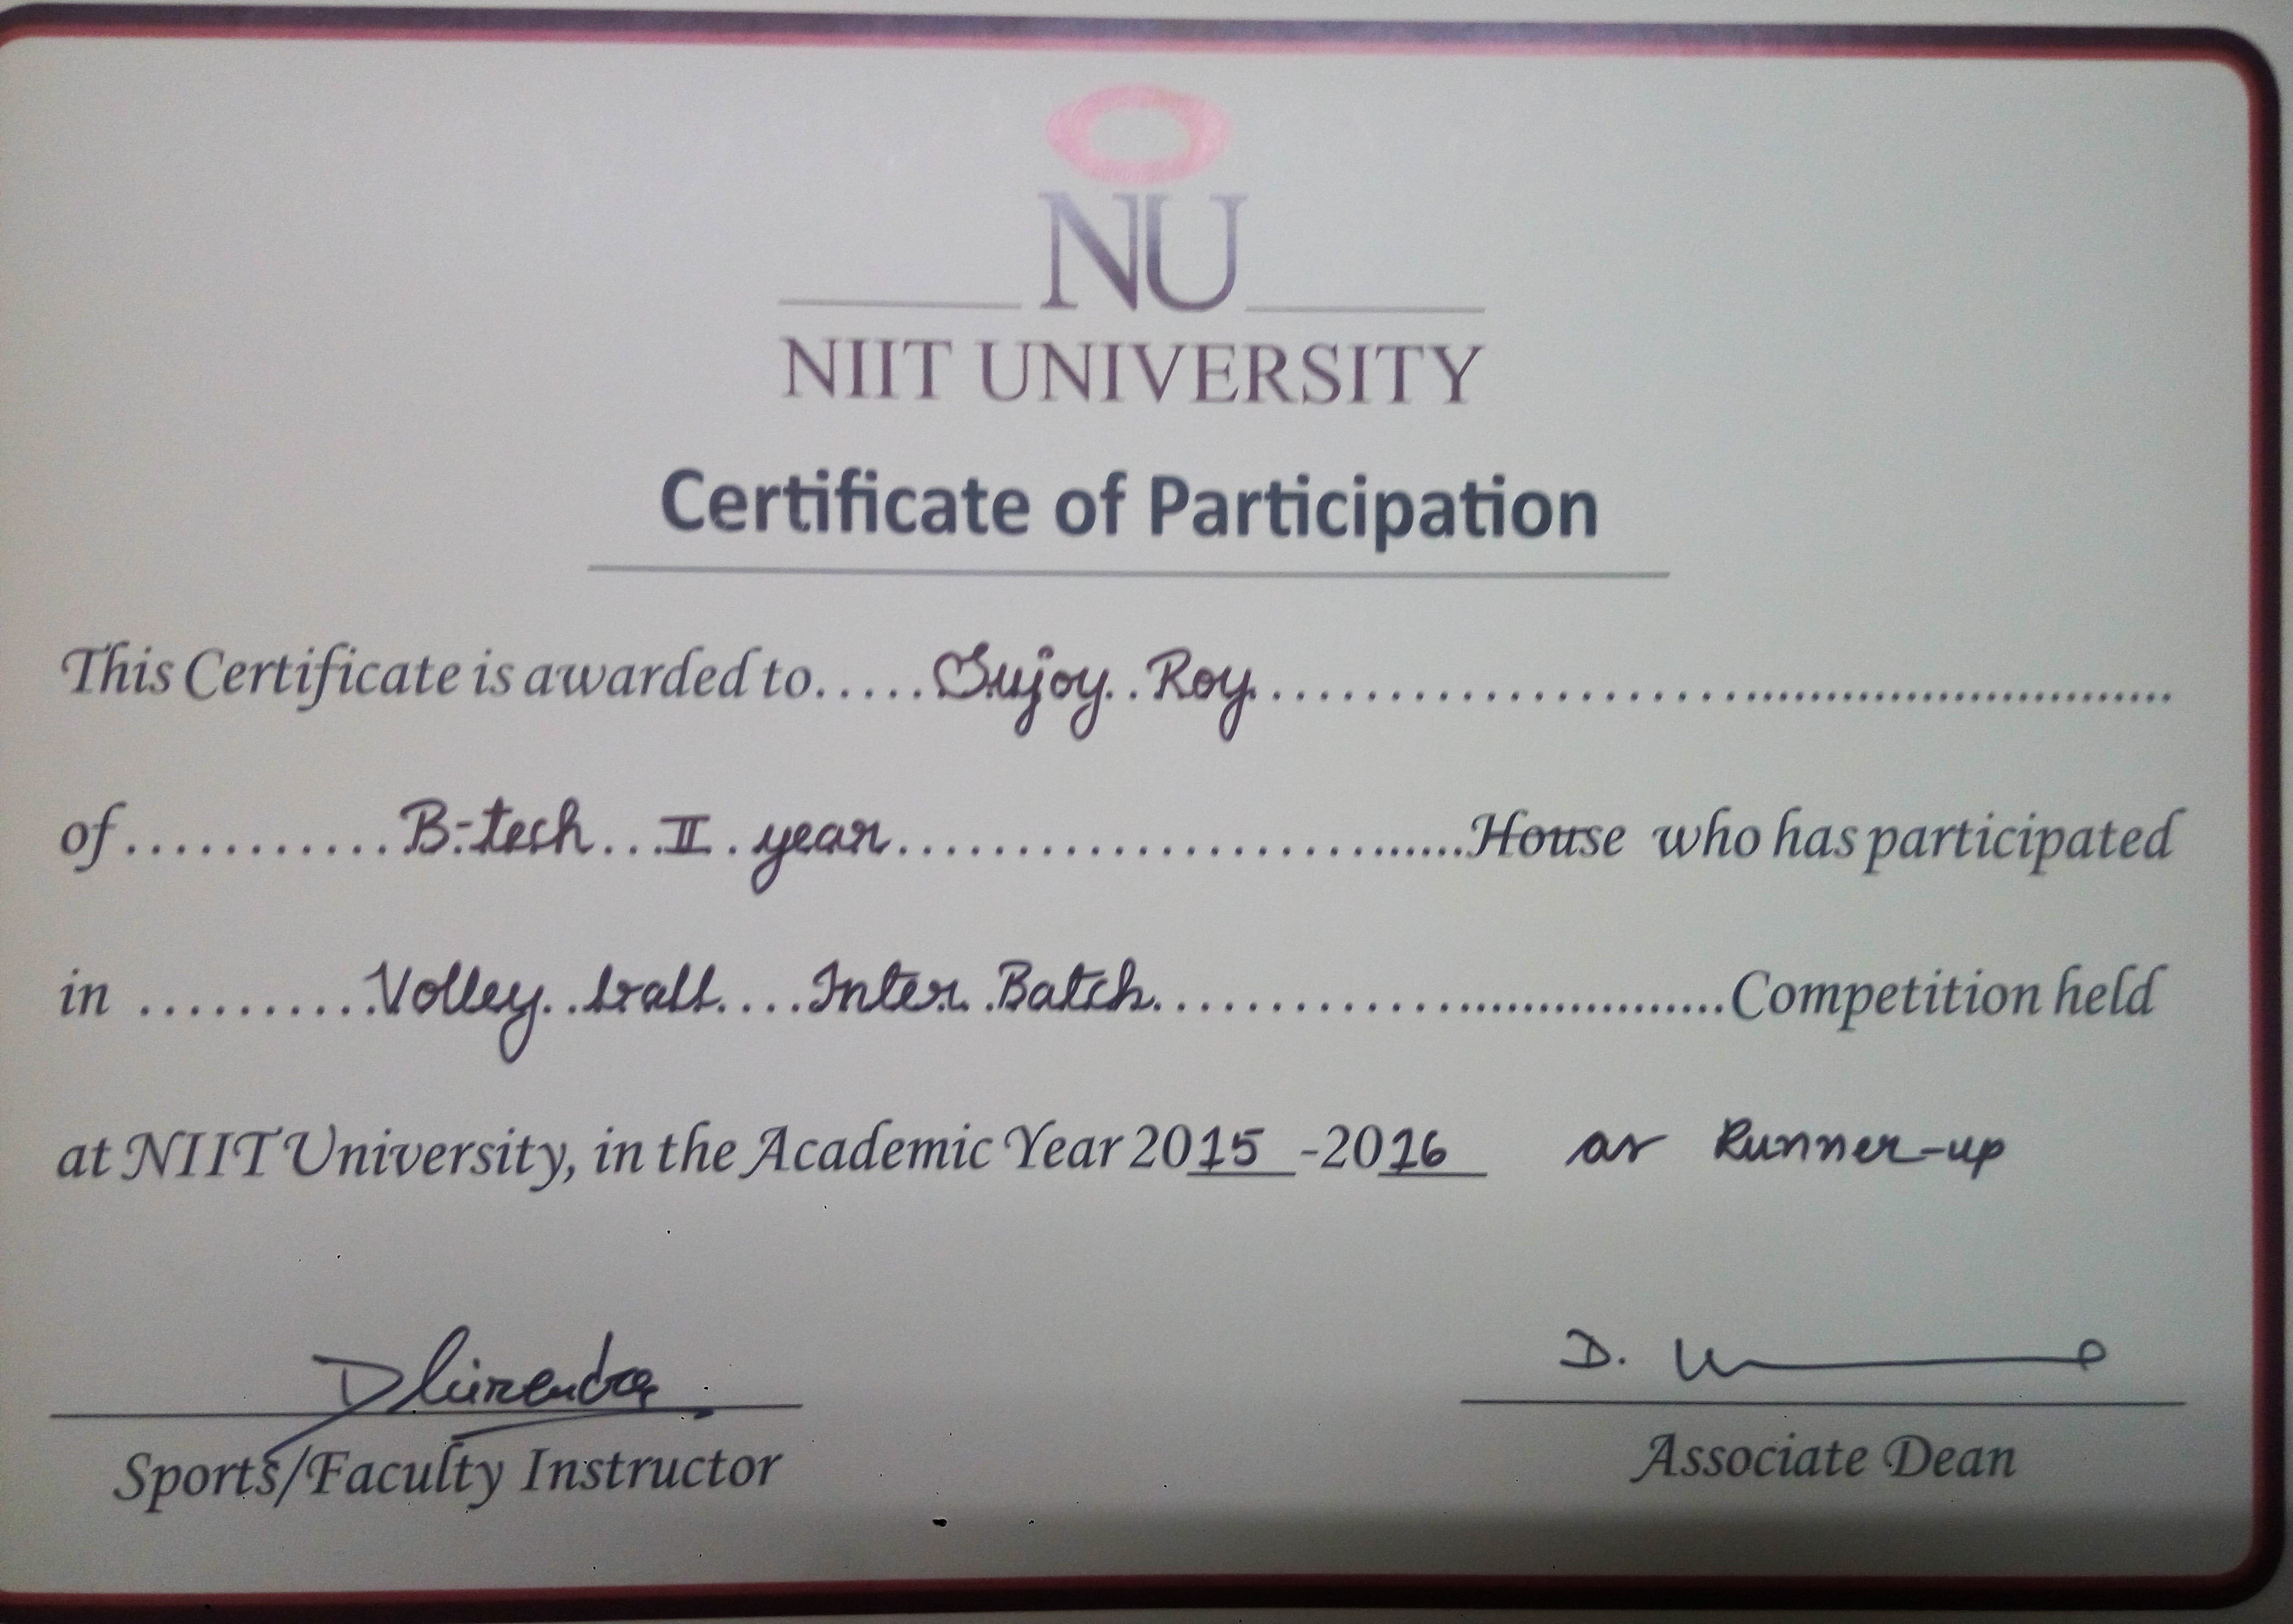 NU
NIIT UNIVERSITY
Certificate of Participation
This Certificate is awarded to.....Sujoy..Roy..............................
of............B-tech...II.year..............................House who has participated
in ..........Volley..ball....Inter.Batch..............................Competition held
at NIIT University, in the Academic Year 2015-2016 as Runner-up
Dhirendra D.
Sports/Faculty Instructor Associate Dean